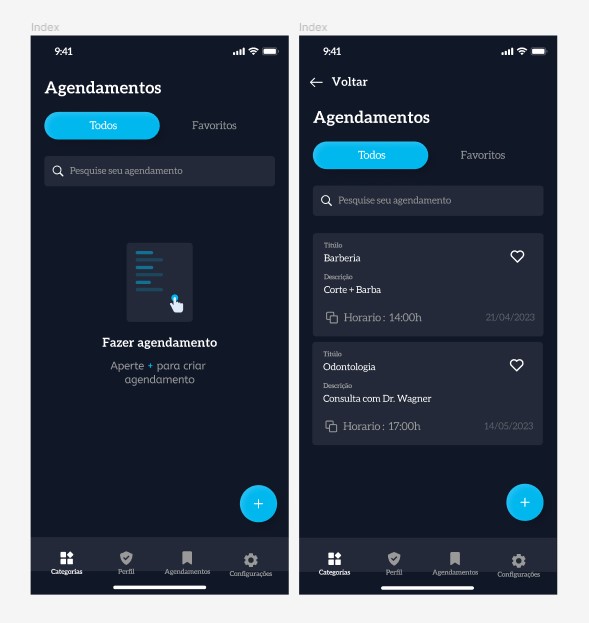 Index
9:41
Agendamentos
Todos
Favoritos
Pesquise seu agendamento
Fazer agendamento
Aperte + para criar
agendamento
+
Categorias
Perfil
Agendamentos
Configurações
Index
9:41
Voltar
Agendamentos
Todos
Favoritos
Pesquise seu agendamento
Título
Barberia
Descrição
Corte + Barba
Horario : 14:00h
21/04/2023
Título
Odontologia
Descrição
Consulta com Dr. Wagner
Horario : 17:00h
14/05/2023
+
Categorias
Perfil
Agendamentos
Configurações